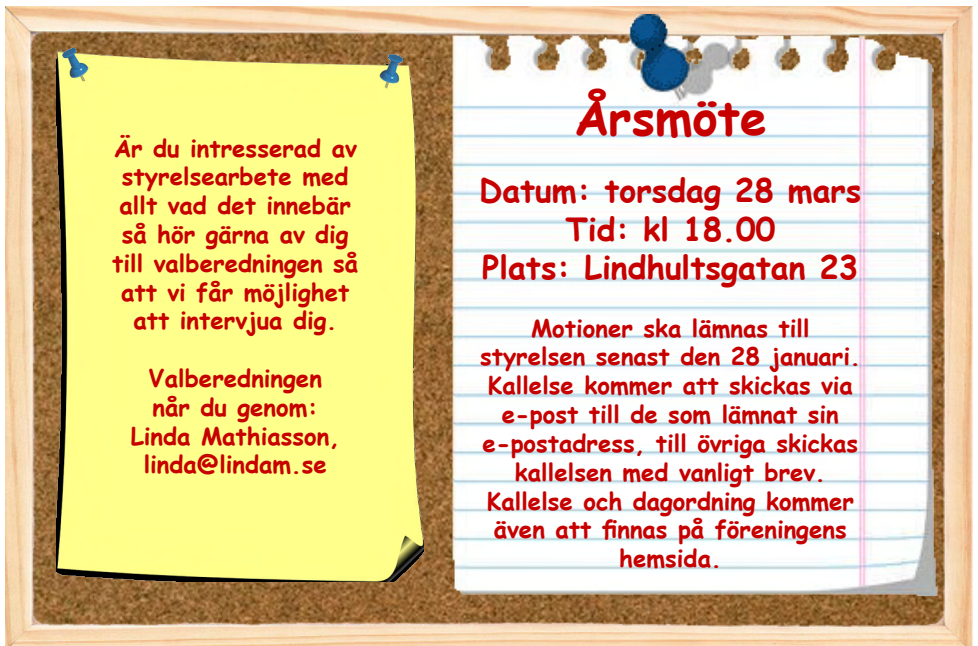 Är du intresserad av
styrelsearbete med
allt vad det innebär
så hör gärna av dig
till valberedningen så
att vi får möjlighet
att intervjua dig.
Valberedningen
når du genom:
Linda Mathiasson,
linda@lindam.se
Årsmöte
Datum: torsdag 28 mars
Tid: kl 18.00
Plats: Lindhultsgatan 23
Motioner ska lämnas till
styrelsen senast den 28 januari.
Kallelse kommer att skickas via
e-post till de som lämnat sin
e-postadress, till övriga skickas
kallelsen med vanligt brev.
Kallelse och dagordning kommer
även att finnas på föreningens
hemsida.